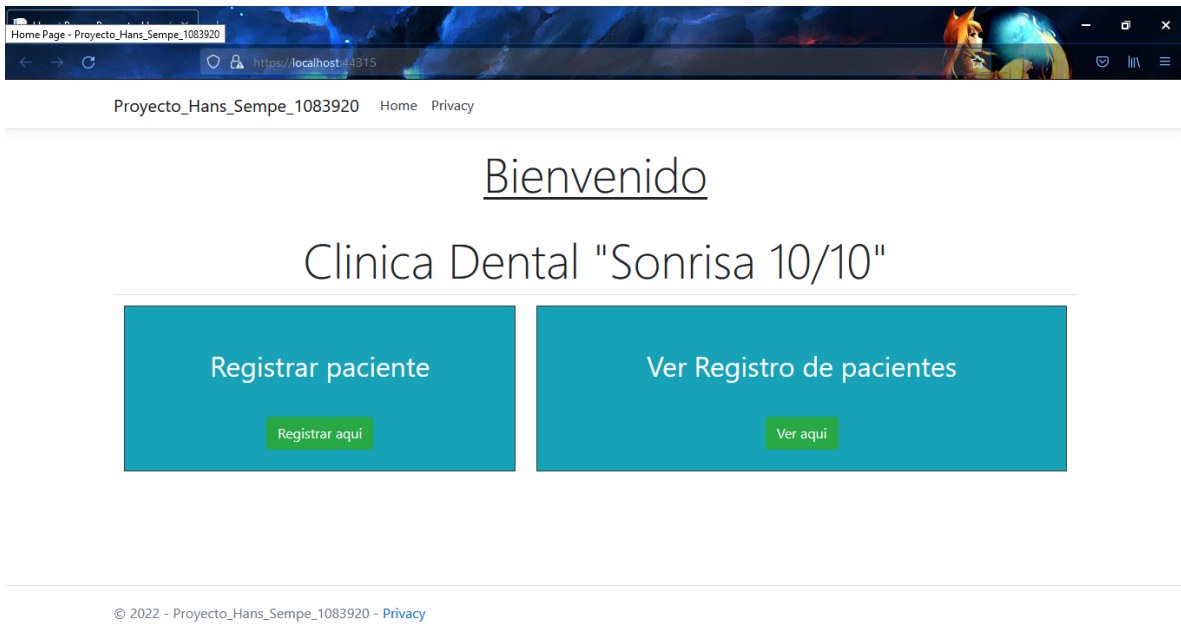 Home Page - Proyecto_Hans_Sempe_1083920
https://localhost:44315
Proyecto_Hans_Sempe_1083920 Home Privacy
Bienvenido
Clinica Dental "Sonrisa 10/10"
Registrar paciente
Registrar aqui
Ver Registro de pacientes
Ver aqui
© 2022 - Proyecto_Hans_Sempe_1083920 - Privacy